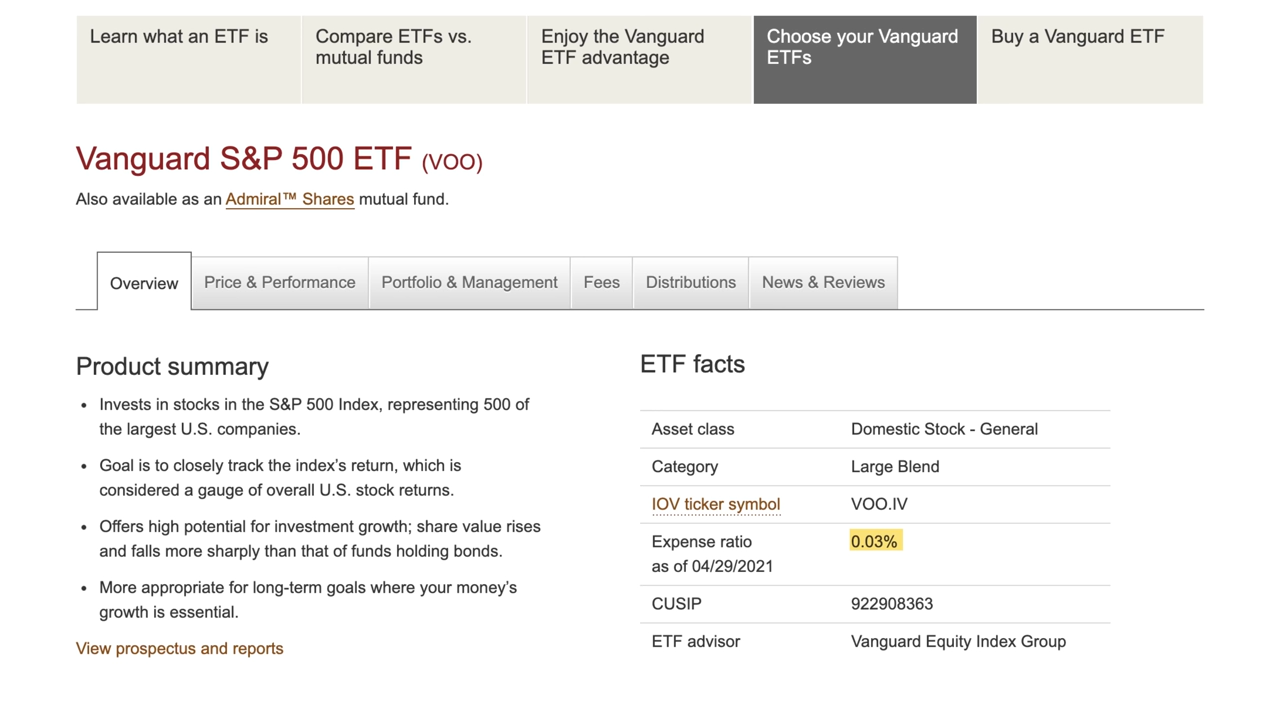 Learn what an ETF is
Compare ETFs vs.
mutual funds
Enjoy the Vanguard
ETF advantage
Choose your Vanguard
ETFs
Buy a Vanguard ETF
Vanguard S&P 500 ETF (VOO)
Also available as an Admiral™ Shares mutual fund.
Overview
Price & Performance
Portfolio & Management
Fees
Distributions
News & Reviews
Product summary
• Invests in stocks in the S&P 500 Index, representing 500 of
the largest U.S. companies.
• Goal is to closely track the index’s return, which is
considered a gauge of overall U.S. stock returns.
• Offers high potential for investment growth; share value rises
and falls more sharply than that of funds holding bonds.
• More appropriate for long-term goals where your money’s
growth is essential.
View prospectus and reports
ETF facts
Asset class Domestic Stock - General
Category Large Blend
IOV ticker symbol VOO.IV
Expense ratio 0.03%
as of 04/29/2021
CUSIP 922908363
ETF advisor Vanguard Equity Index Group